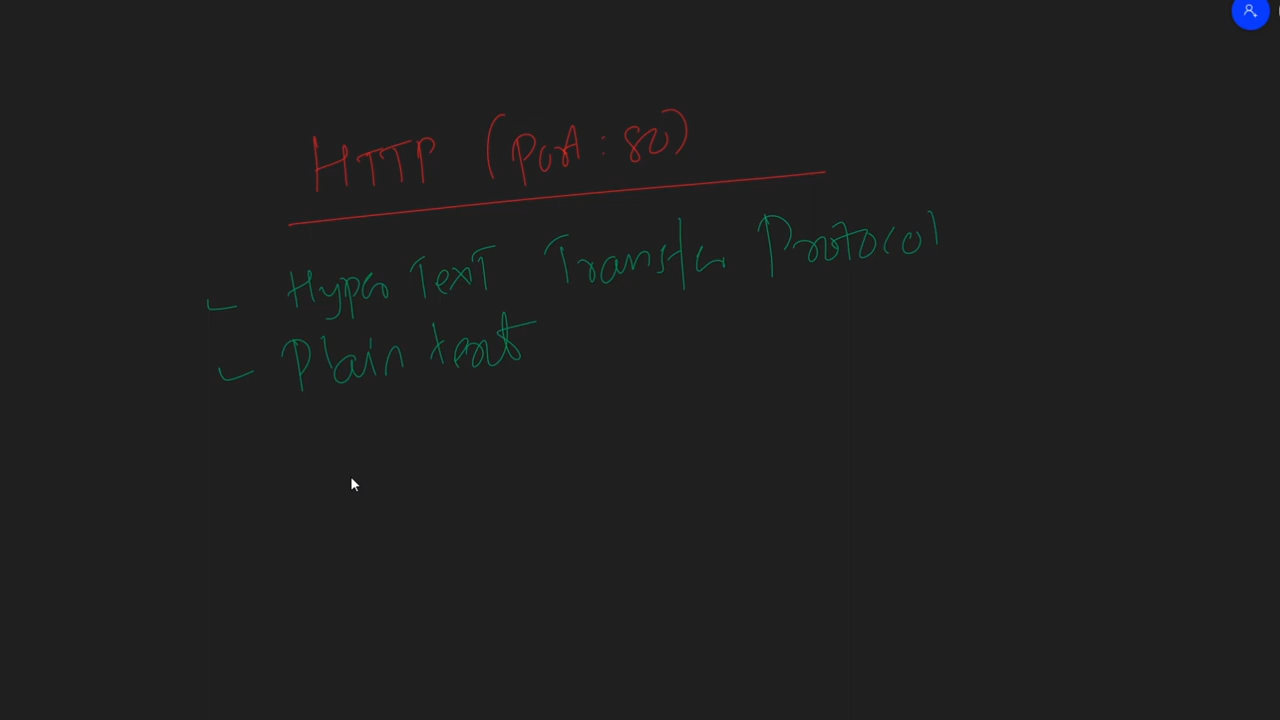 HTTP (Port : 80)
- Hyper Text Transfer Protocol
- Plain text